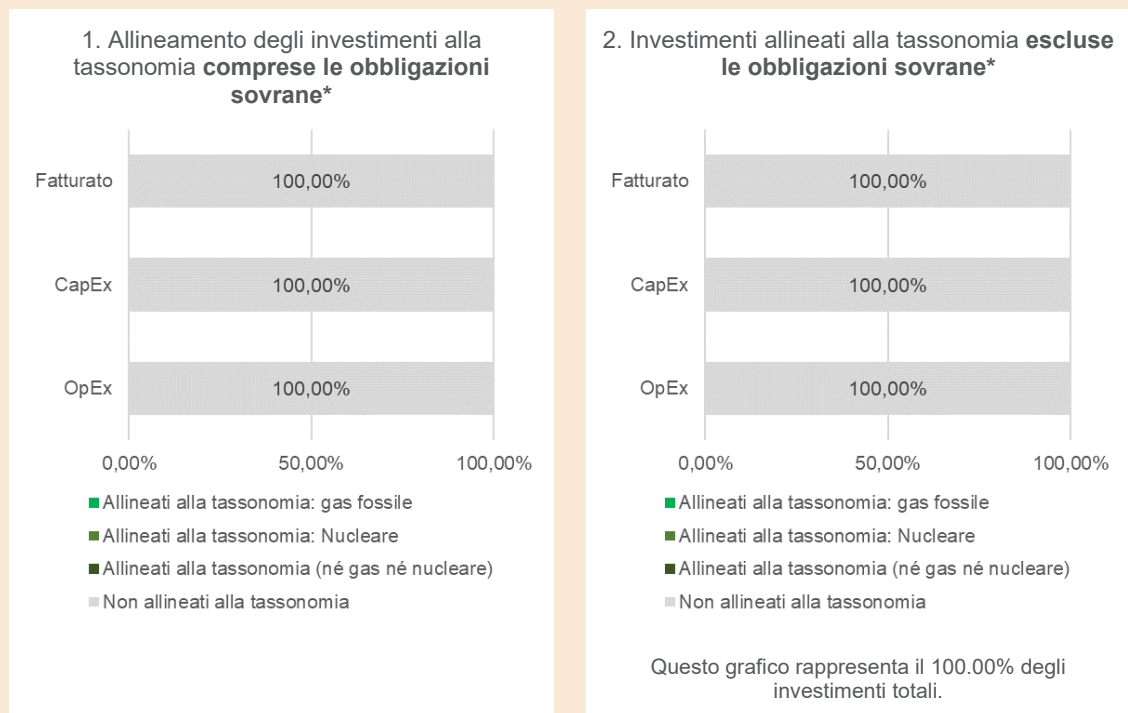 1. Allineamento degli investimenti alla
tassonomia comprese le obbligazioni
sovrane*
Fatturato
100,00%
CapEx
100,00%
OpEx
100,00%
0,00% 50,00% 100,00%
Allineati alla tassonomia: gas fossile
Allineati alla tassonomia: Nucleare
Allineati alla tassonomia (né gas né nucleare)
Non allineati alla tassonomia
2. Investimenti allineati alla tassonomia escluse
le obbligazioni sovrane*
Fatturato
100,00%
CapEx
100,00%
OpEx
100,00%
0,00% 50,00% 100,00%
Allineati alla tassonomia: gas fossile
Allineati alla tassonomia: Nucleare
Allineati alla tassonomia (né gas né nucleare)
Non allineati alla tassonomia
Questo grafico rappresenta il 100.00% degli
investimenti totali.